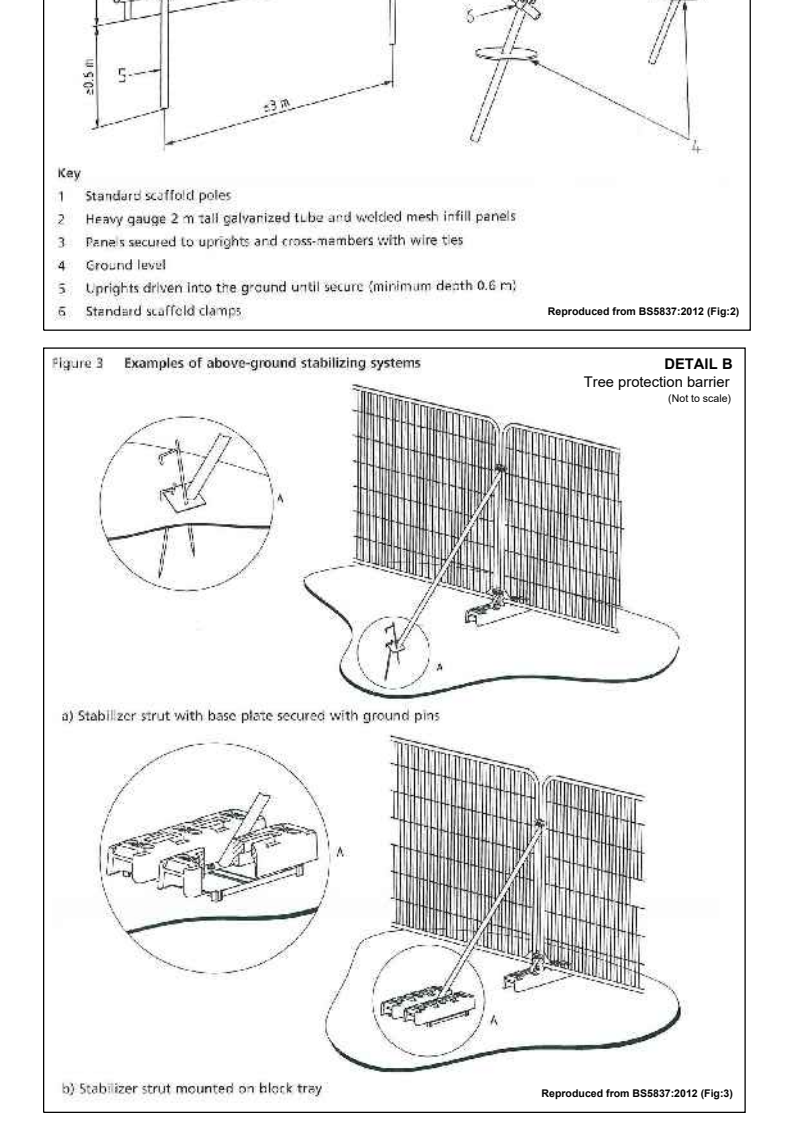 ≥0.6 m
5
≤3 m
6
4
Key
1 Standard scaffold poles
2 Heavy gauge 2 m tall galvanized tube and welded mesh infill panels
3 Panels secured to uprights and cross-members with wire ties
4 Ground level
5 Uprights driven into the ground until secure (minimum depth 0.6 m)
6 Standard scaffold clamps
Reproduced from BS5837:2012 (Fig:2)
Figure 3 Examples of above-ground stabilizing systems
DETAIL B
Tree protection barrier
(Not to scale)
A
A
a) Stabilizer strut with base plate secured with ground pins
A
A
b) Stabilizer strut mounted on block tray
Reproduced from BS5837:2012 (Fig:3)